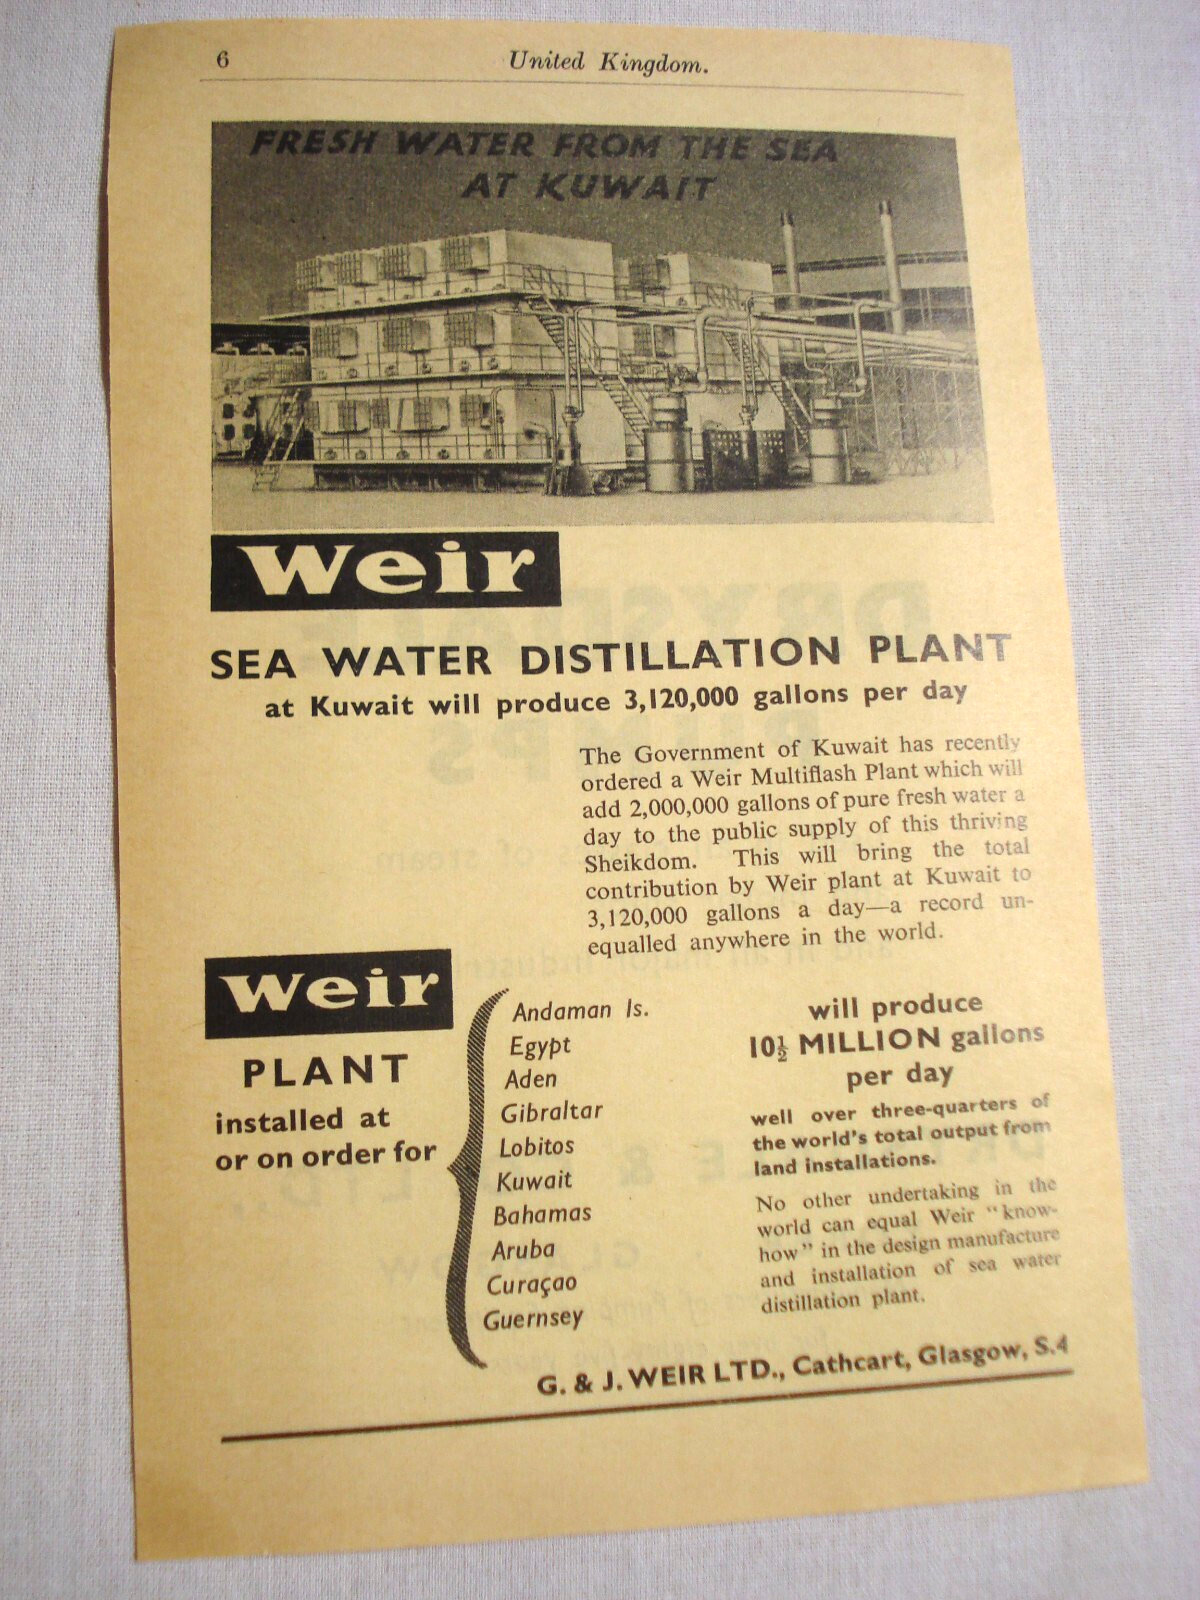 6
United Kingdom.
FRESH WATER FROM THE SEA
AT KUWAIT
Weir
SEA WATER DISTILLATION PLANT
at Kuwait will produce 3,120,000 gallons per day
The Government of Kuwait has recently
ordered a Weir Multiflash Plant which will
add 2,000,000 gallons of pure fresh water a
day to the public supply of this thriving
Sheikdom. This will bring the total
contribution by Weir plant at Kuwait to
3,120,000 gallons a day—a record un-
equalled anywhere in the world.
Weir
PLANT
installed at
or on order for
Andaman Is.
Egypt
Aden
Gibraltar
Lobitos
Kuwait
Bahamas
Aruba
Curaçao
Guernsey
will produce
10½ MILLION gallons
per day
well over three-quarters of
the world's total output from
land installations.
No other undertaking in the
world can equal Weir "know-
how" in the design manufacture
and installation of sea water
distillation plant.
G. & J. WEIR LTD., Cathcart, Glasgow, S.4